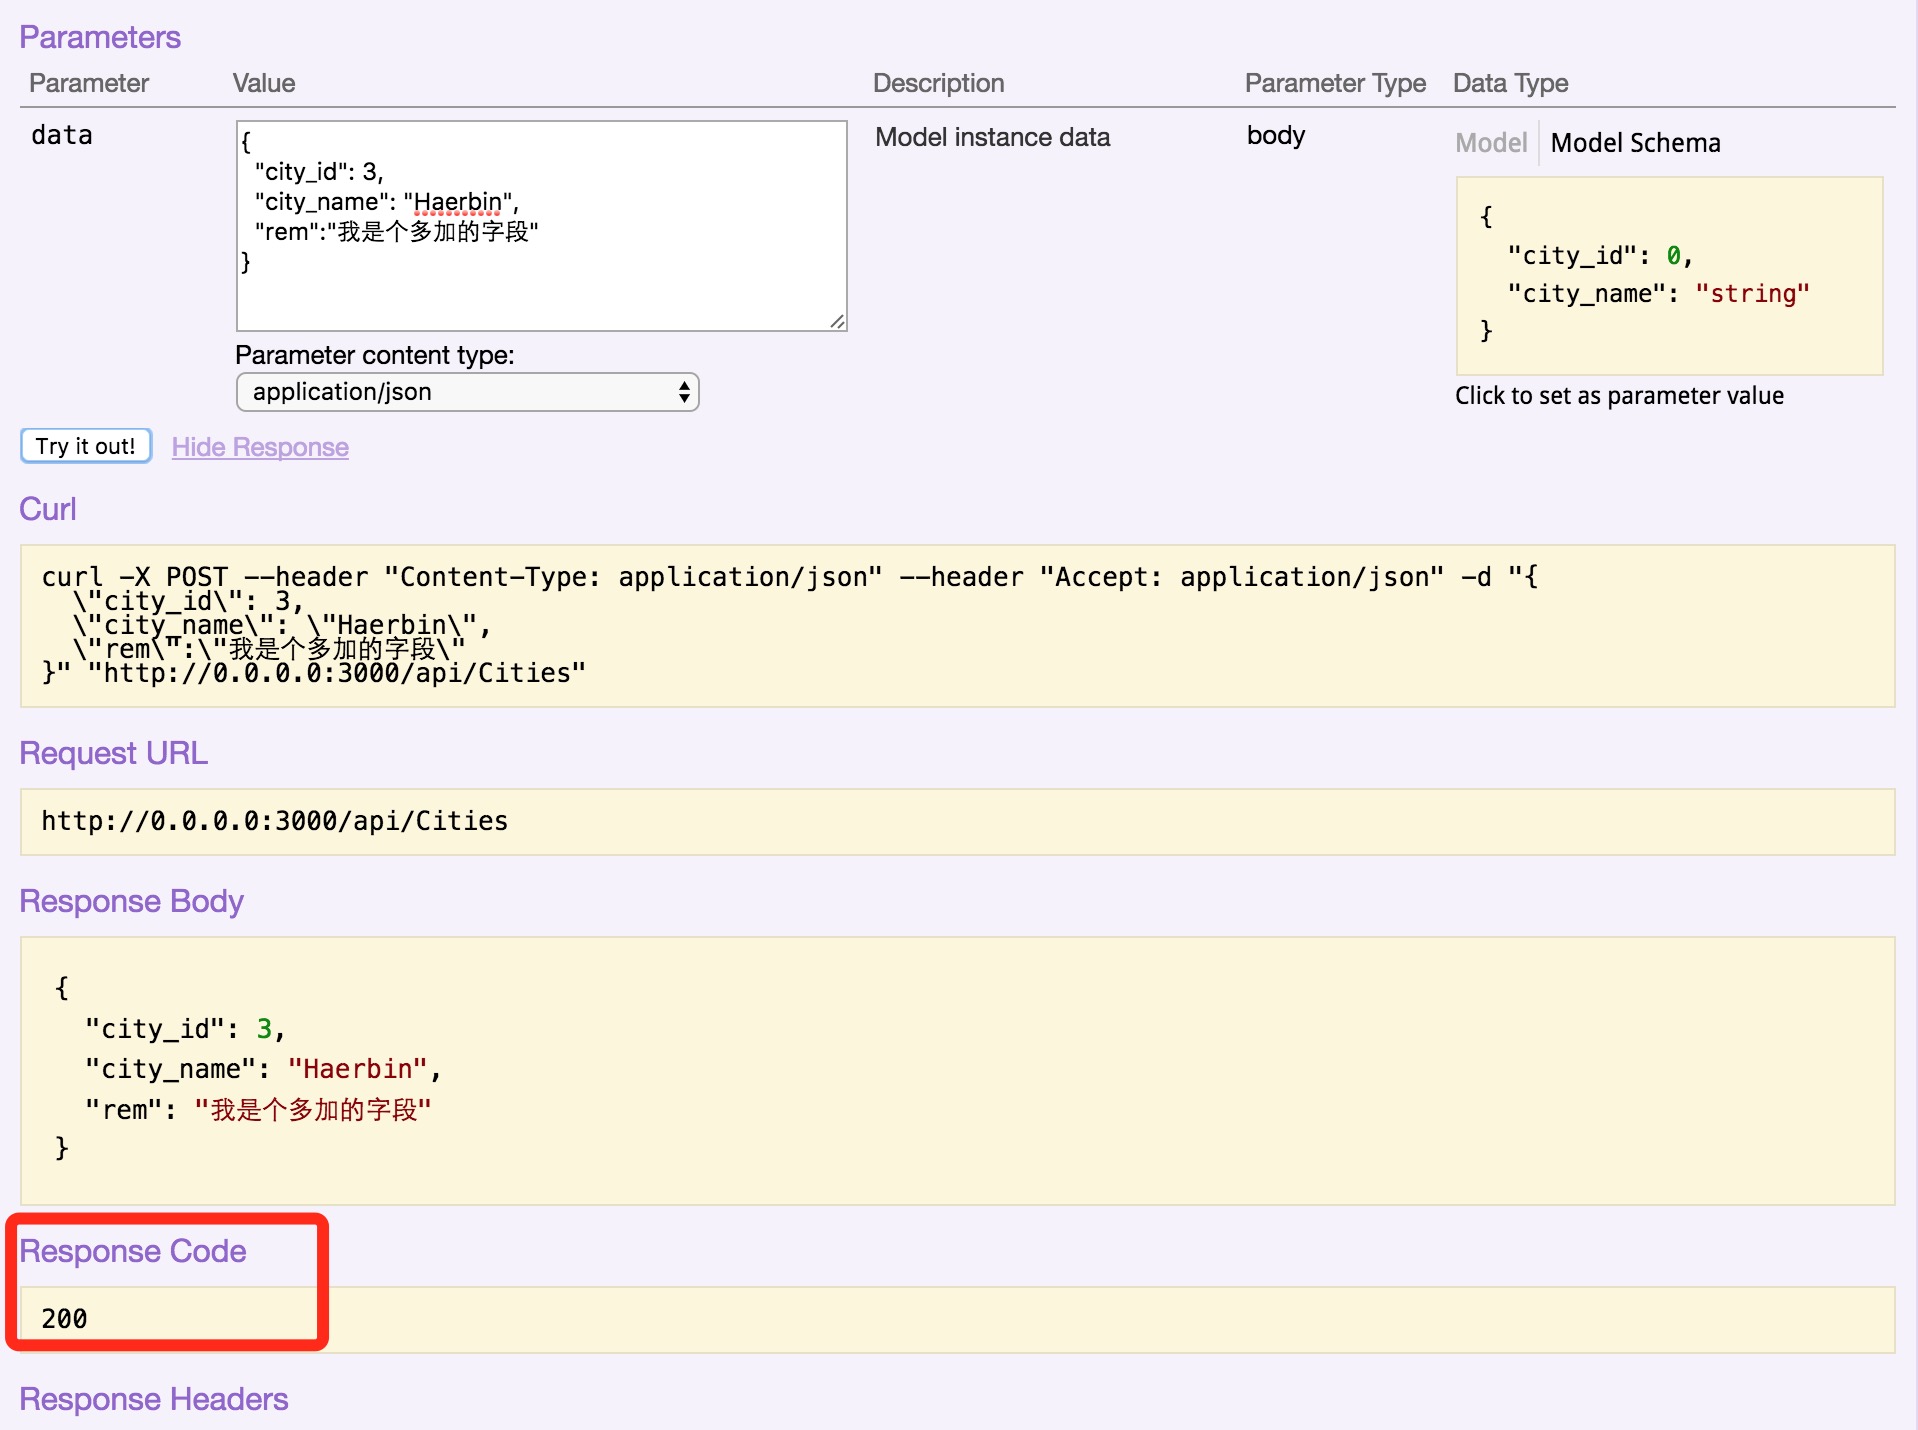 Parameters
Parameter Value Description Parameter Type Data Type
data
{
"city_id": 3,
"city_name": "Haerbin",
"rem":"我是个多加的字段"
}
Parameter content type:
application/json
Model instance data
body
Model Model Schema
{
"city_id": 0,
"city_name": "string"
}
Click to set as parameter value
Try it out! Hide Response
Curl
curl -X POST --header "Content-Type: application/json" --header "Accept: application/json" -d "{
\"city_id\": 3,
\"city_name\": \"Haerbin\",
\"rem\":\"我是个多加的字段\"
}" "http://0.0.0.0:3000/api/Cities"
Request URL
http://0.0.0.0:3000/api/Cities
Response Body
{
"city_id": 3,
"city_name": "Haerbin",
"rem": "我是个多加的字段"
}
Response Code
200
Response Headers